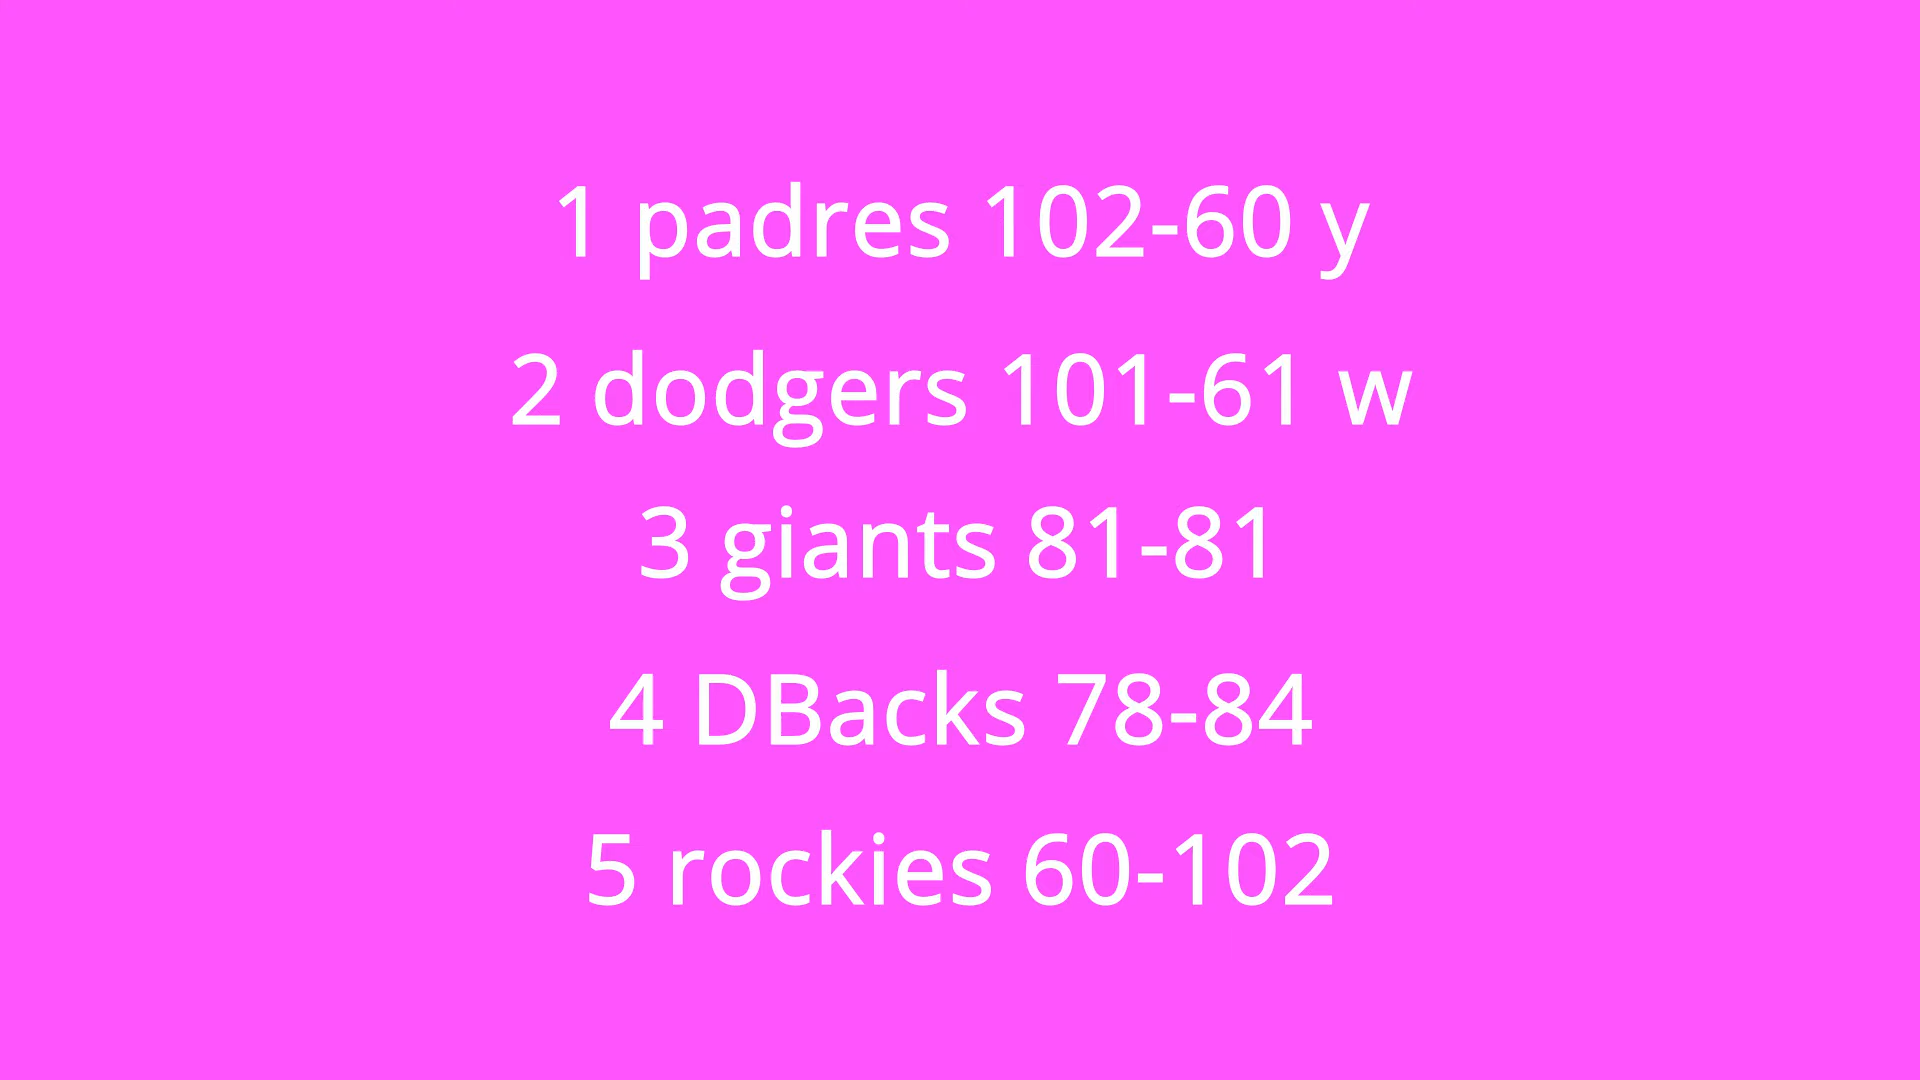 1 padres 102-60 y
2 dodgers 101-61 w
3 giants 81-81
4 DBacks 78-84
5 rockies 60-102